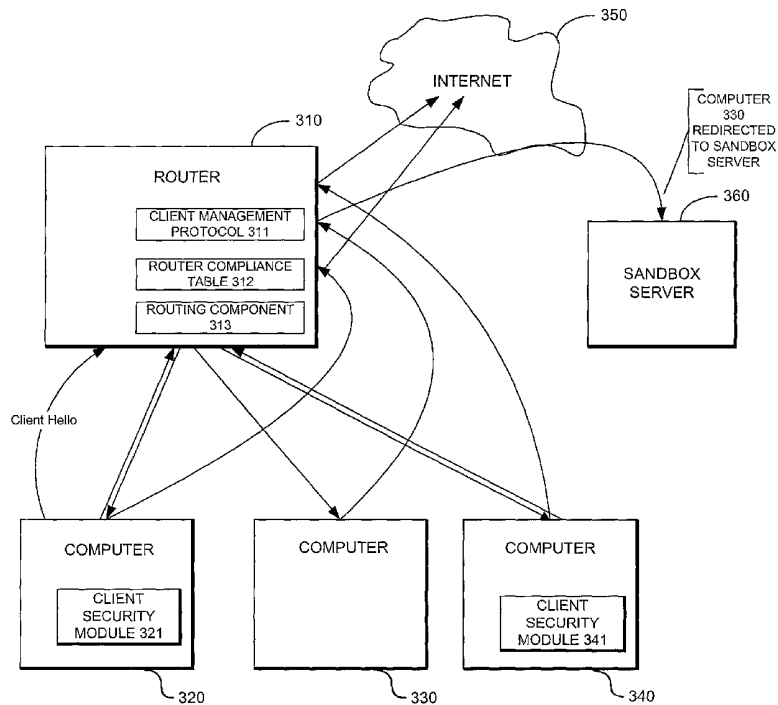 350
INTERNET
COMPUTER
330
REDIRECTED
TO SANDBOX
SERVER
310
ROUTER
CLIENT MANAGEMENT
PROTOCOL 311
ROUTER COMPLIANCE
TABLE 312
ROUTING COMPONENT
313
360
SANDBOX
SERVER
Client Hello
COMPUTER
CLIENT
SECURITY
MODULE 321
320
COMPUTER
330
COMPUTER
CLIENT
SECURITY
MODULE 341
340